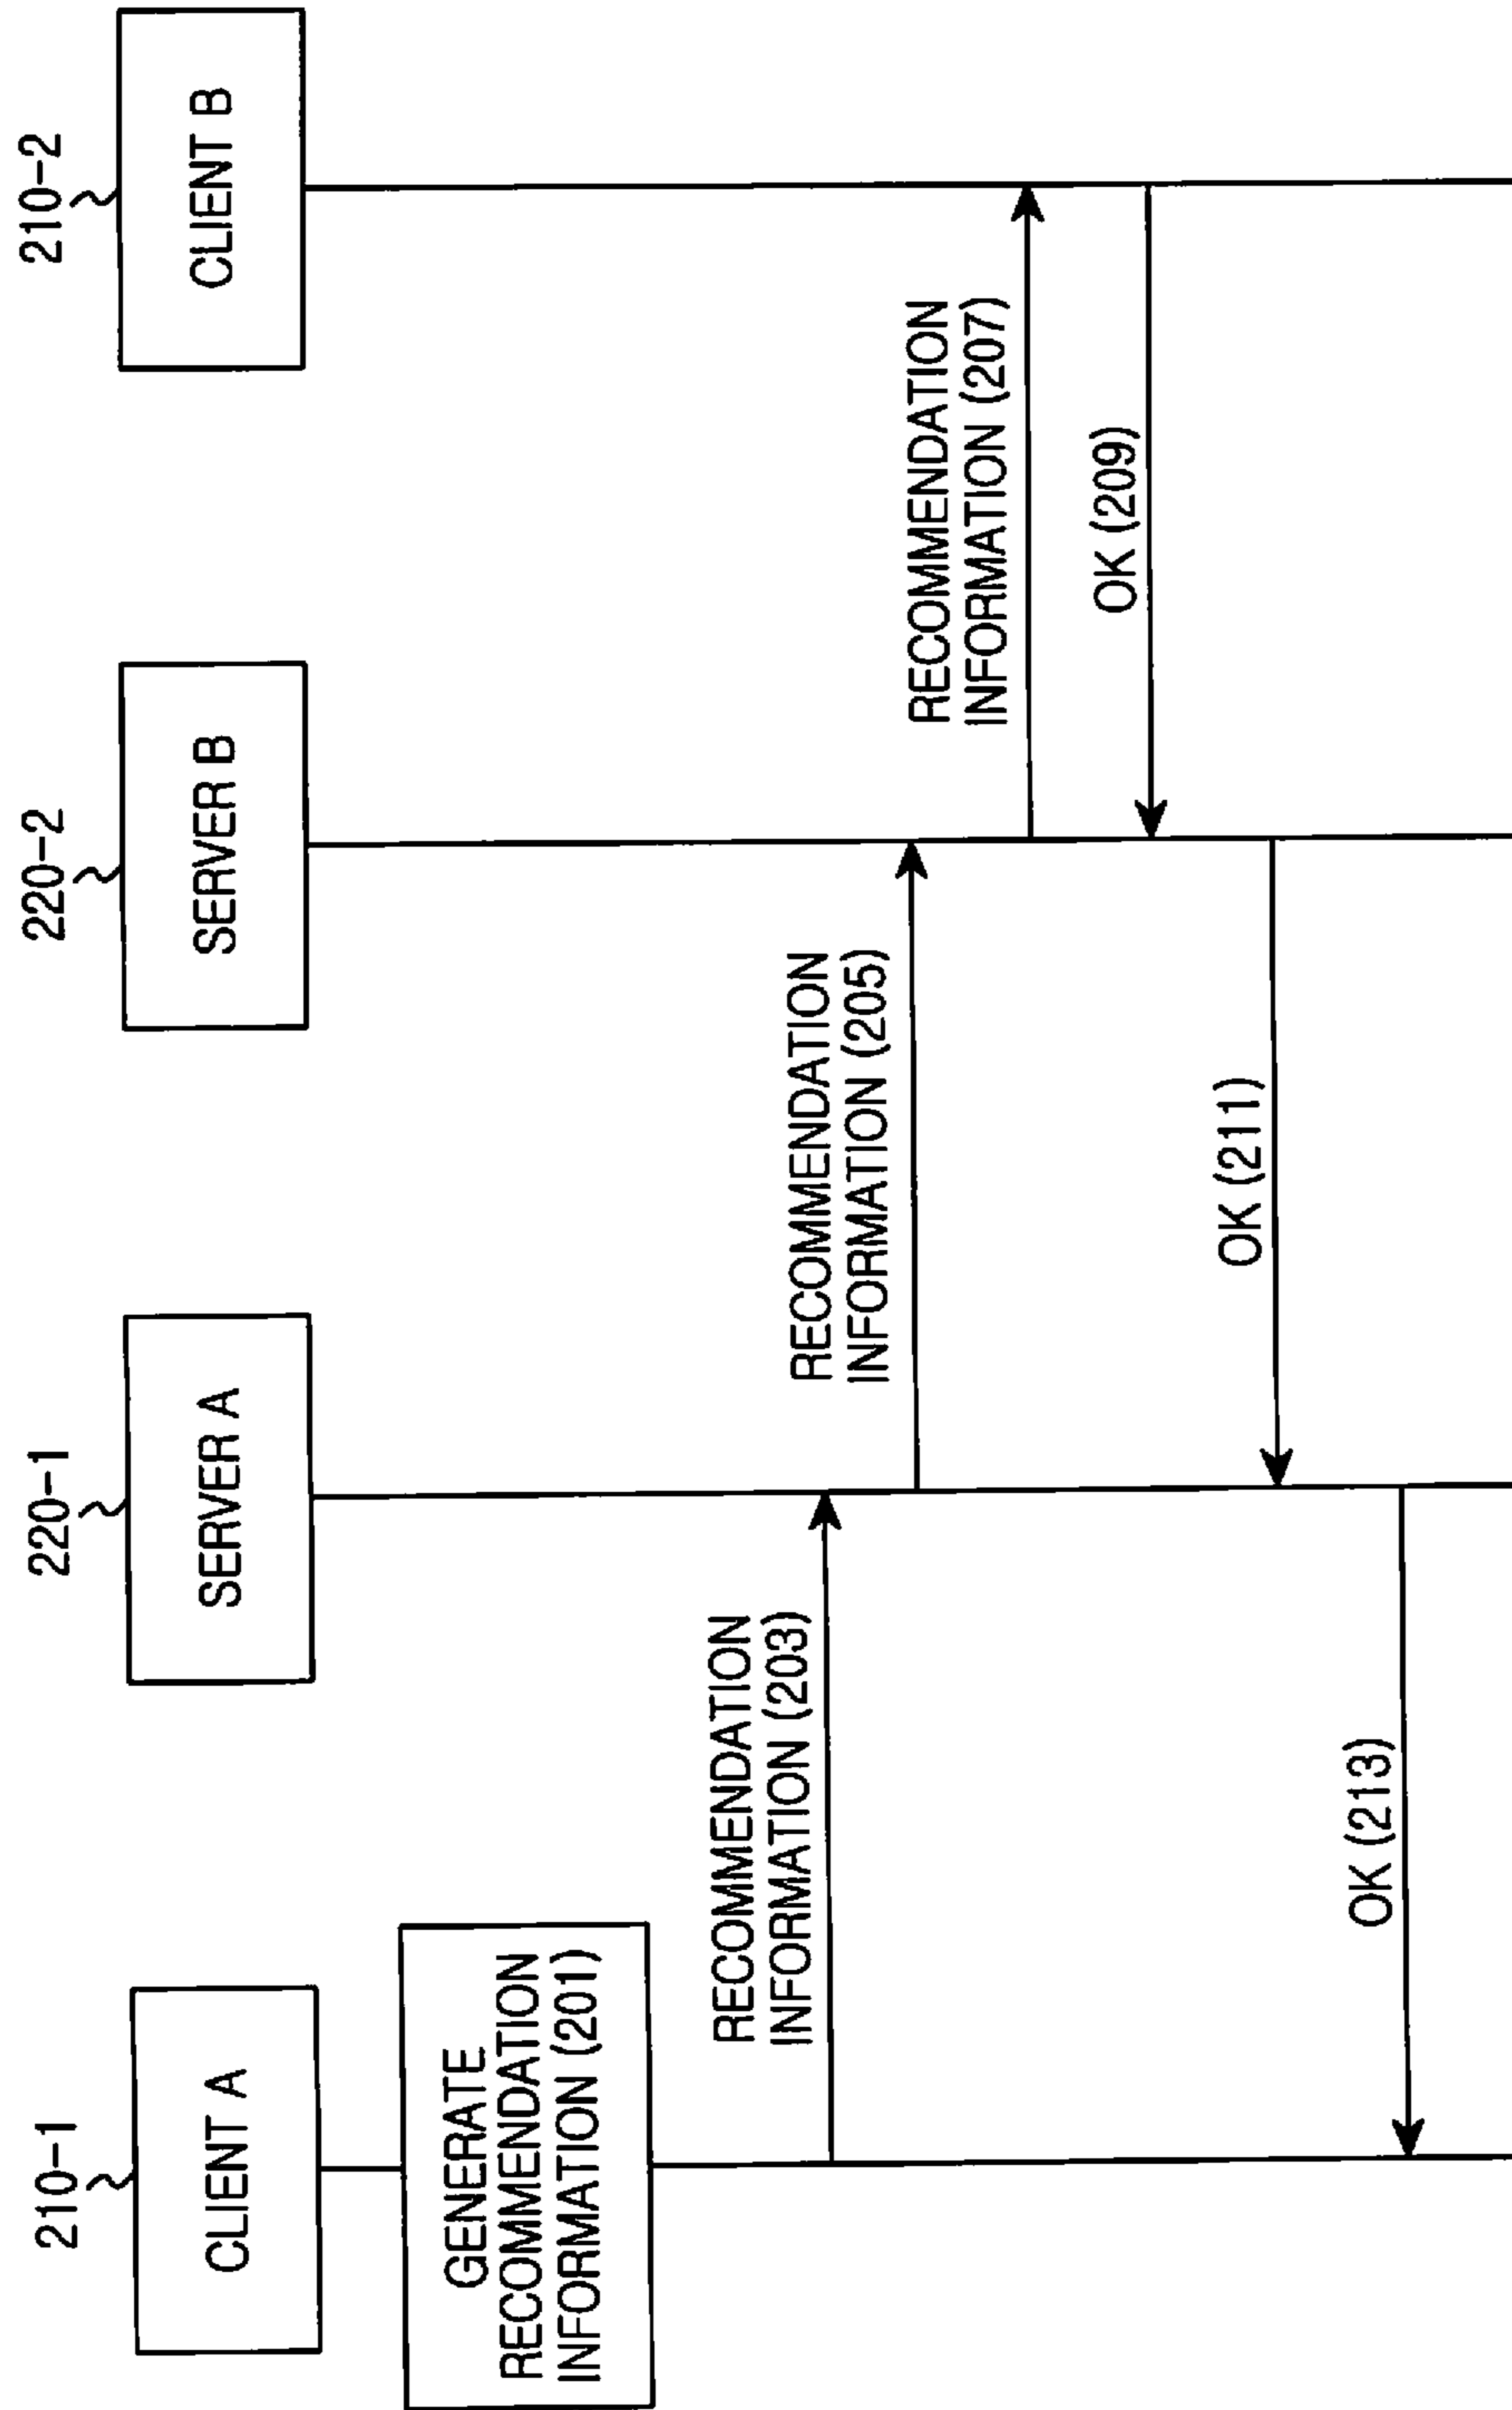 210-1
220-1
220-2
210-2
CLIENT A
SERVER A
SERVER B
CLIENT B
GENERATE
RECOMMENDATION
INFORMATION (201)
RECOMMENDATION
INFORMATION (203)
RECOMMENDATION
INFORMATION (205)
RECOMMENDATION
INFORMATION (207)
OK (209)
OK (211)
OK (213)